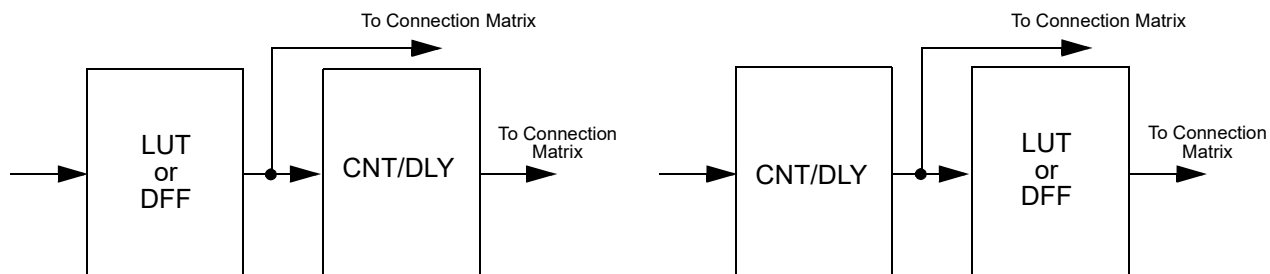 To Connection Matrix
LUT
or
DFF
CNT/DLY
To Connection
Matrix
To Connection Matrix
CNT/DLY
LUT
or
DFF
To Connection
Matrix